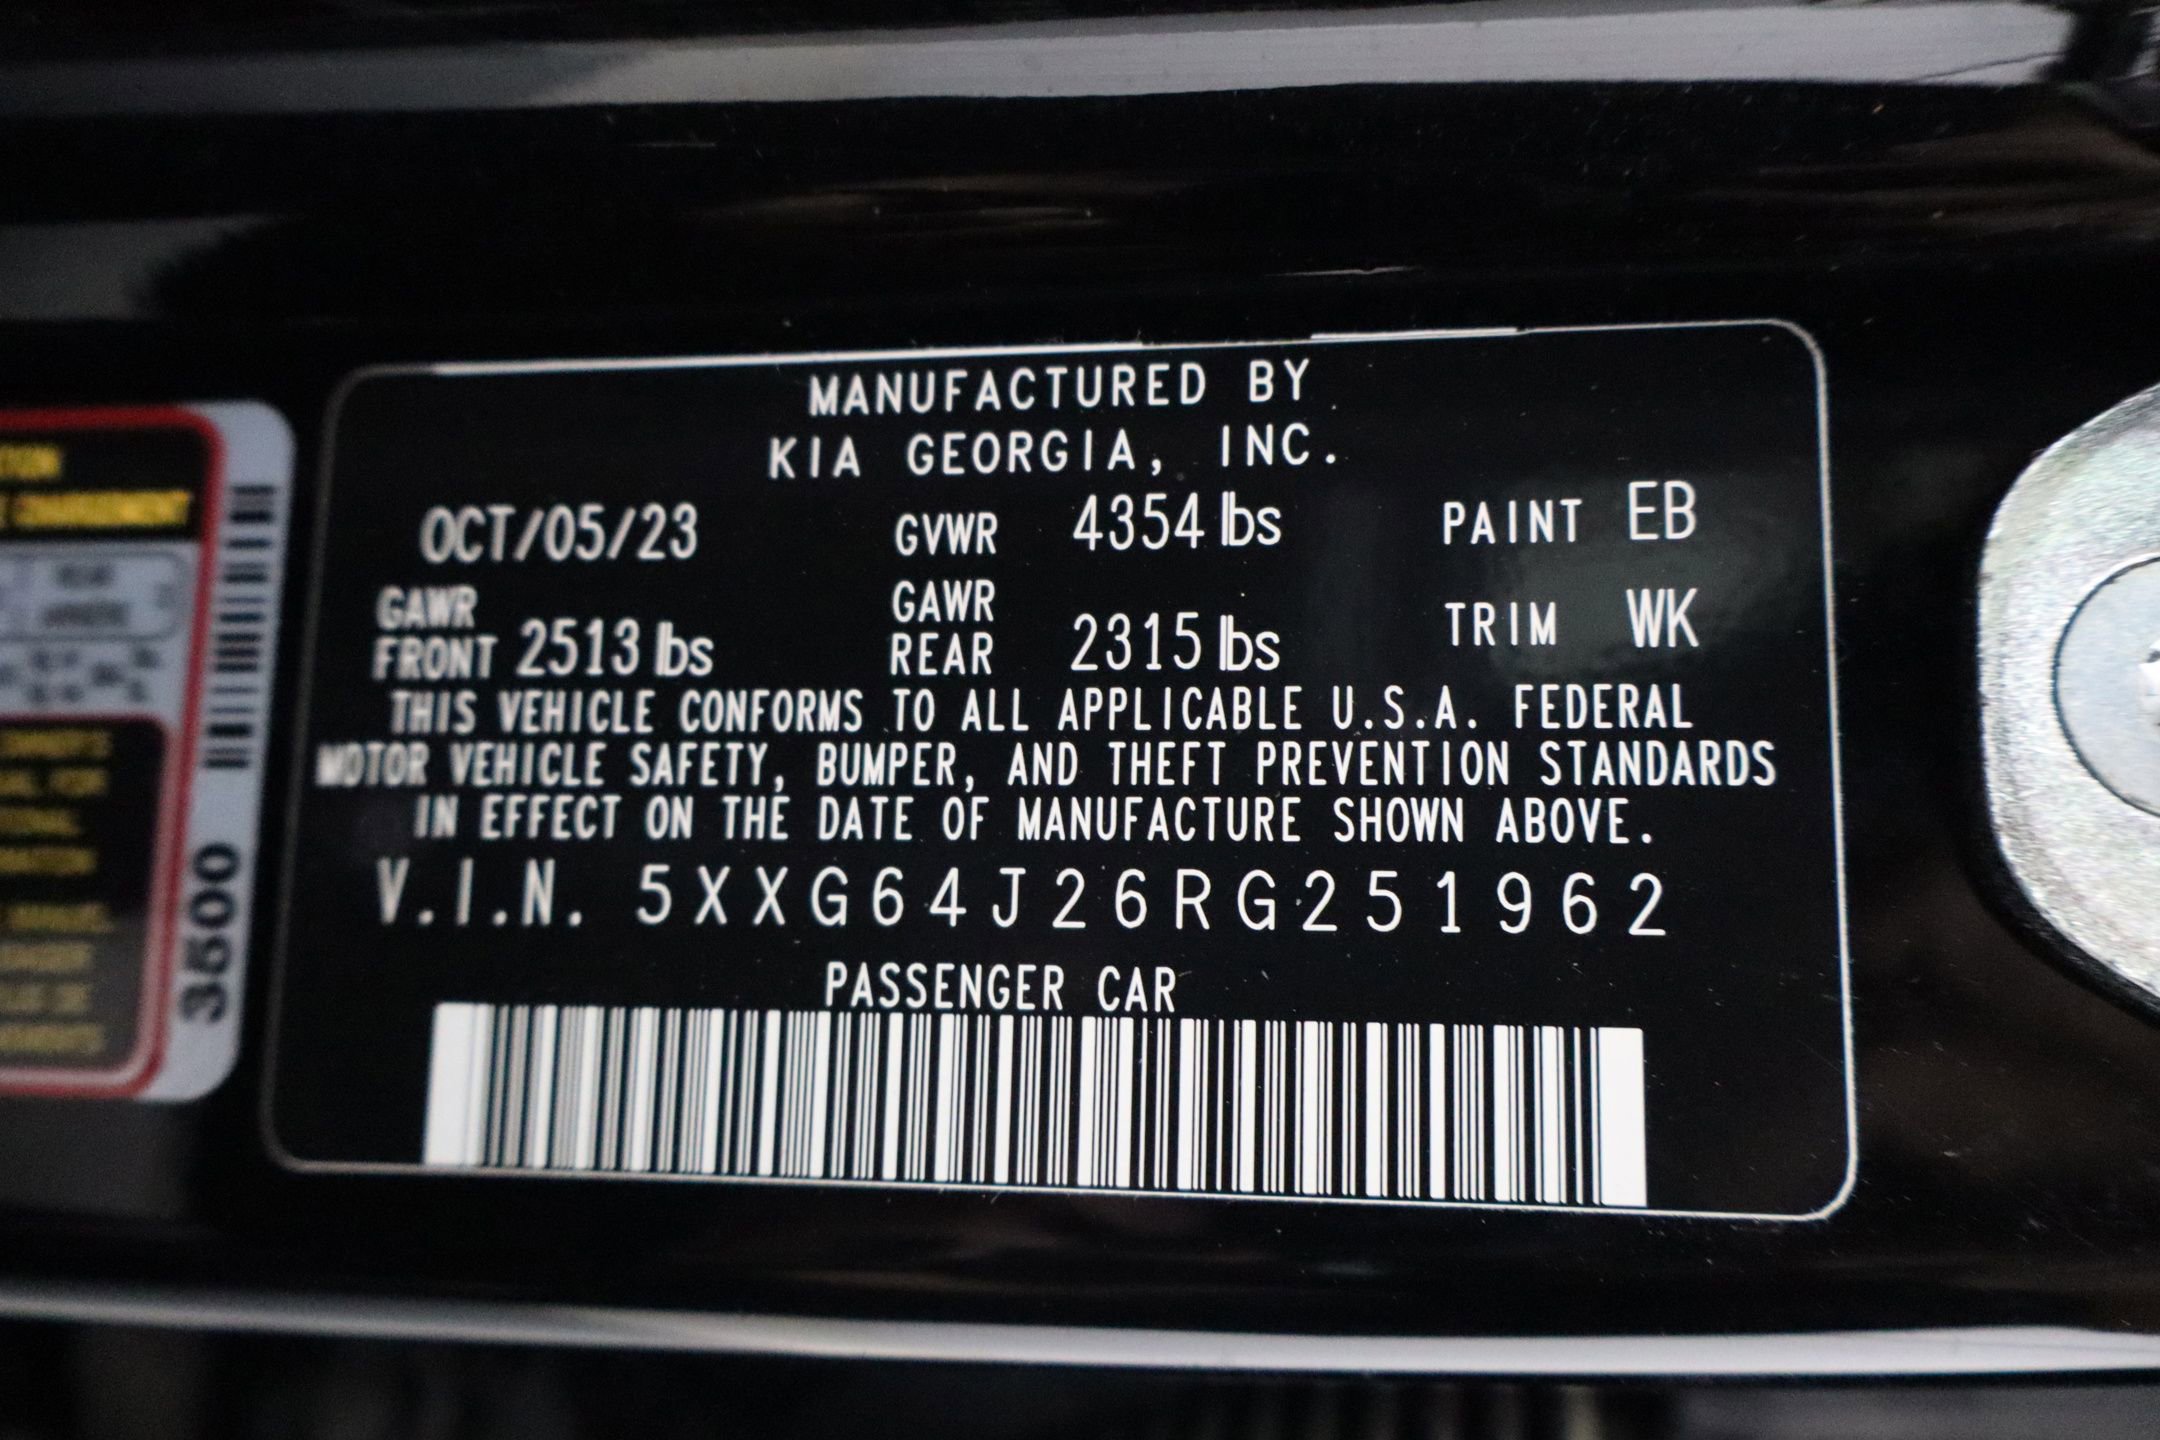 MANUFACTURED BY
KIA GEORGIA, INC.
OCT/05/23 GVWR 4354 lbs PAINT EB
GAWR FRONT 2513 lbs GAWR REAR 2315 lbs TRIM WK
THIS VEHICLE CONFORMS TO ALL APPLICABLE U.S.A. FEDERAL
MOTOR VEHICLE SAFETY, BUMPER, AND THEFT PREVENTION STANDARDS
IN EFFECT ON THE DATE OF MANUFACTURE SHOWN ABOVE.
V.I.N. 5XXG64J26RG251962
PASSENGER CAR
3500